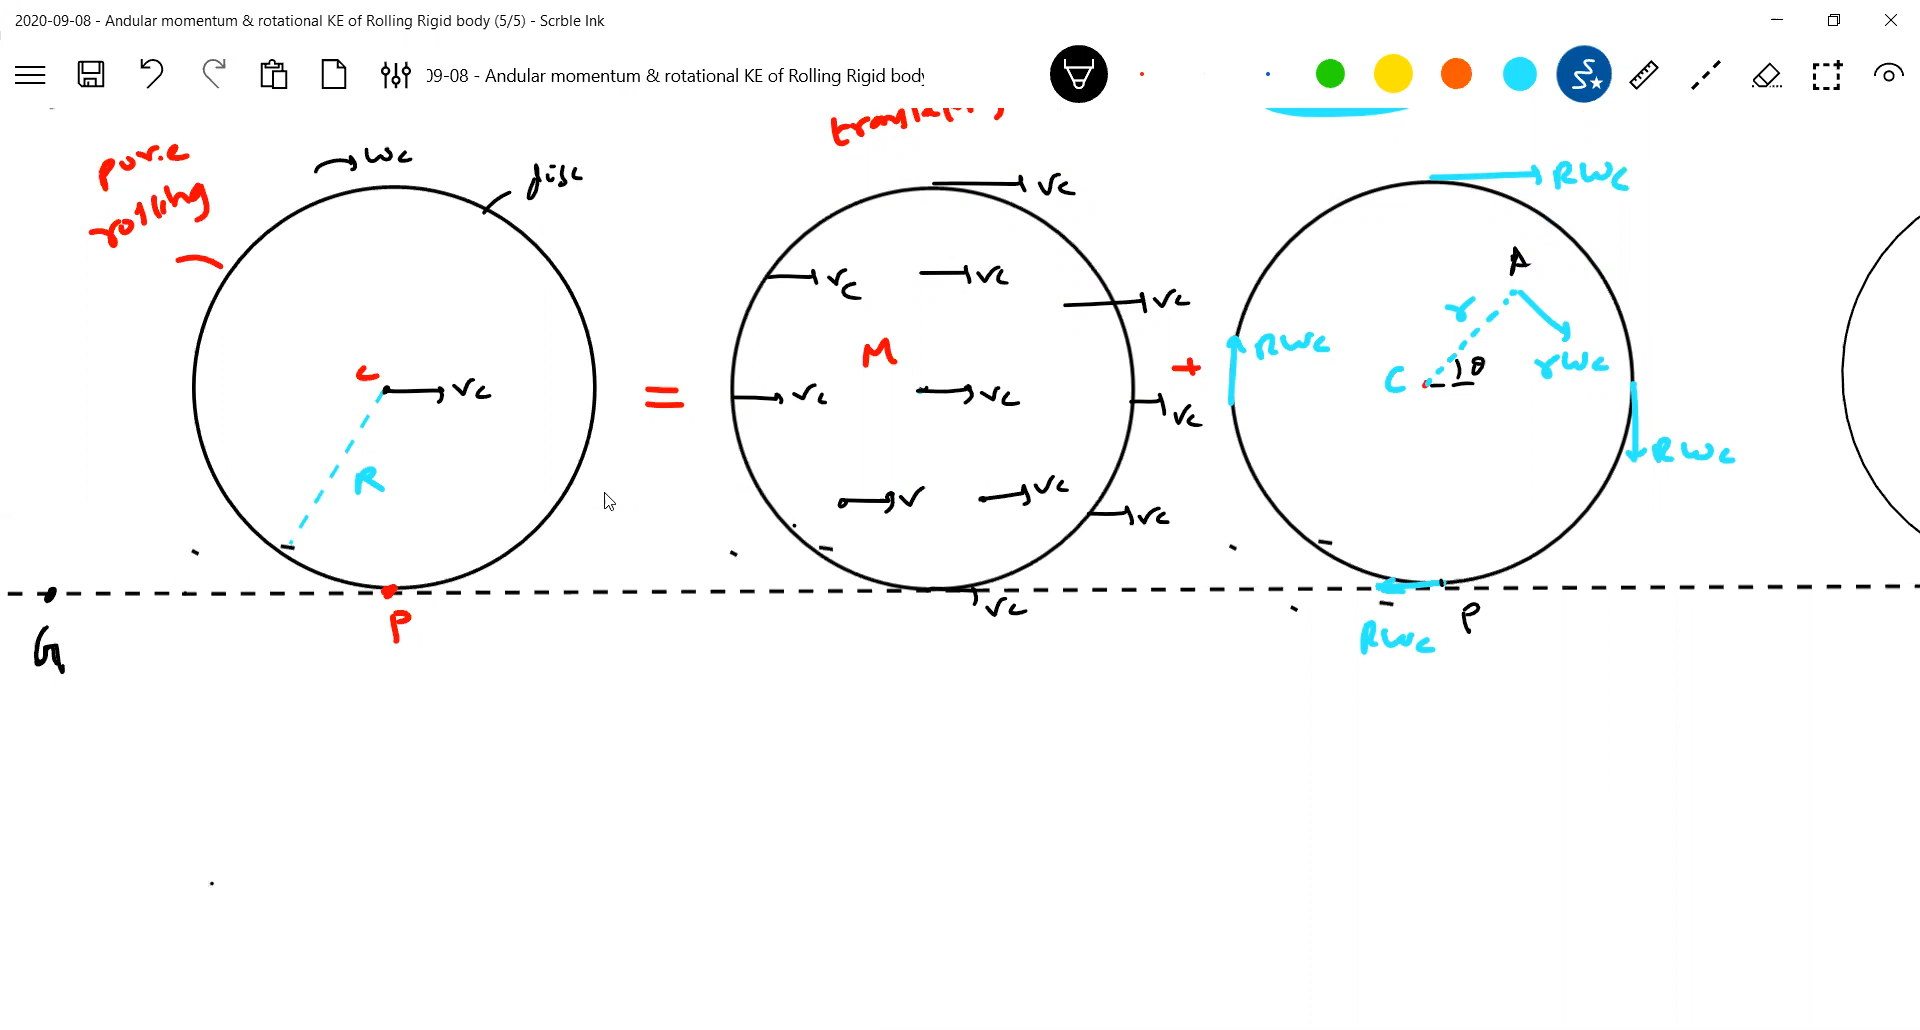 2020-09-08 - Andular momentum & rotational KE of Rolling Rigid body (5/5) - Scrble Ink
09-08 - Andular momentum & rotational KE of Rolling Rigid body
pure
rolling
ωc
disc
c
vc
R
P
G
=
vc
vc
vc
vc
M
vc
vc
vc
v
vc
vc
vc
+
Rωc
A
r
Rωc
rωc
C
θ
Rωc
Rωc
P